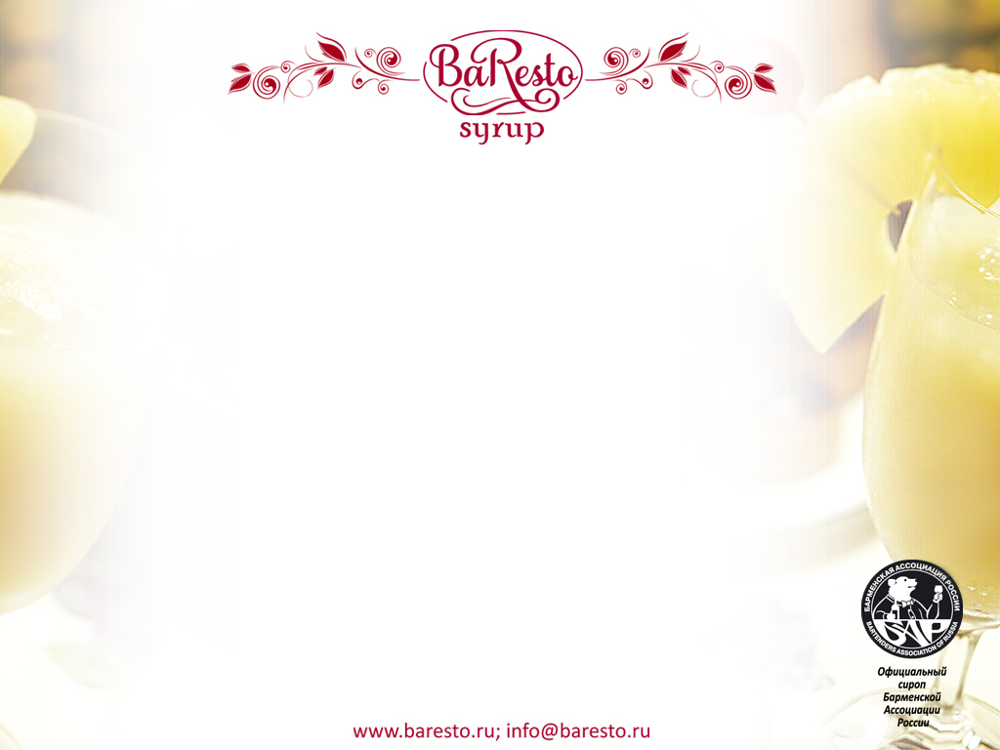 BaResto
syrup
БАРМЕНСКАЯ АССОЦИАЦИЯ РОССИИ
БАР
BARTENDERS ASSOCIATION OF RUSSIA
Официальный
сироп
Барменской
Ассоциации
России
www.baresto.ru; info@baresto.ru